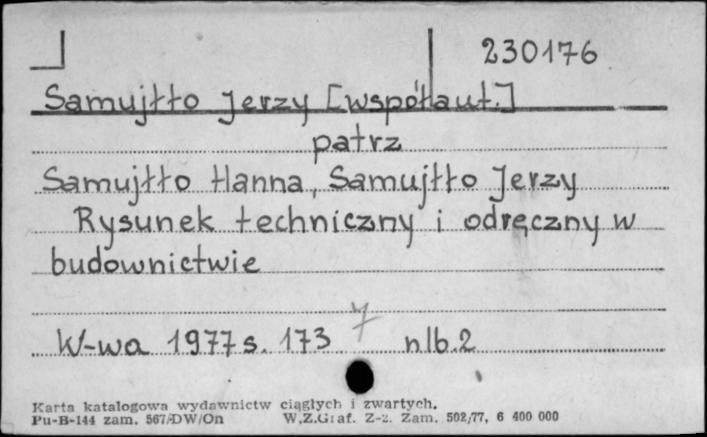 230176
Samujłło Jerzy [współaut.]
patrz
Samujłło Hanna, Samujłło Jerzy
Rysunek techniczny i odręczny w
budownictwie
7
W-wa 1977 s. 173 nlb. 2
Karta katalogowa wydawnictw ciągłych i zwartych.
Pu-B-144 zam. 567/DW/On W.Z.Graf. Z-2. Zam. 502/77, 6 400 000